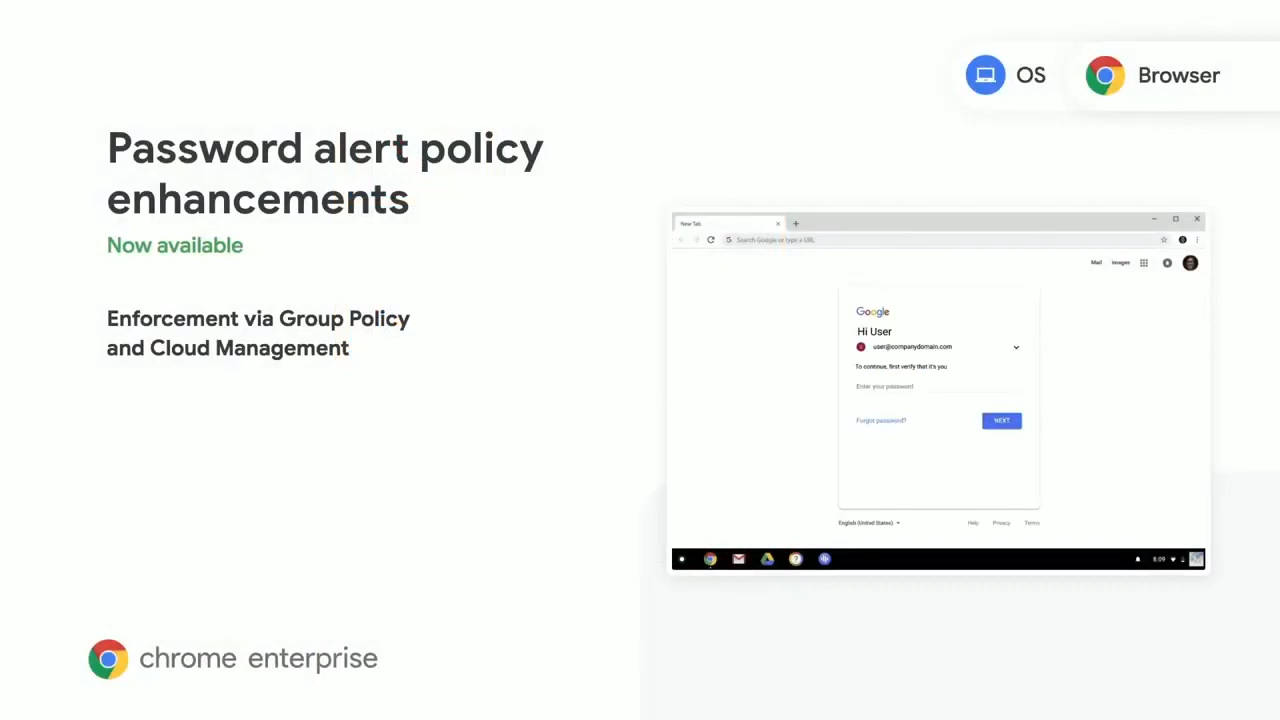 OS
Browser
Password alert policy
enhancements
Now available
Enforcement via Group Policy
and Cloud Management
New Tab
Search Google or type a URL
Mail
Images
Google
Hi User
user@companydomain.com
To continue, first verify that it's you
Enter your password
Forgot password?
NEXT
English (United States)
Help
Privacy
Terms
8:09
chrome enterprise